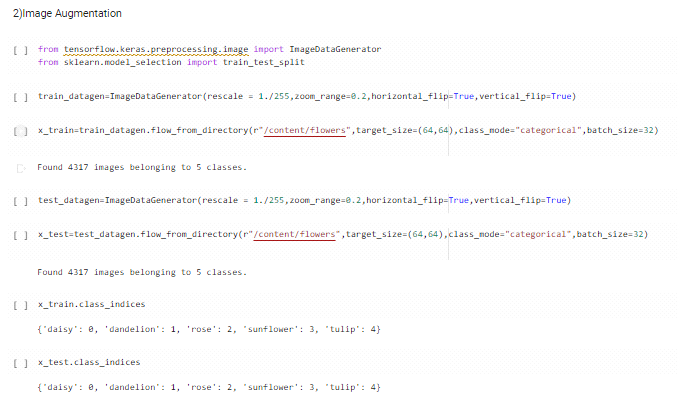 2)Image Augmentation
[ ] from tensorflow.keras.preprocessing.image import ImageDataGenerator
from sklearn.model_selection import train_test_split
[ ] train_datagen=ImageDataGenerator(rescale = 1./255,zoom_range=0.2,horizontal_flip=True,vertical_flip=True)
[ ] x_train=train_datagen.flow_from_directory(r"/content/flowers",target_size=(64,64),class_mode="categorical",batch_size=32)
Found 4317 images belonging to 5 classes.
[ ] test_datagen=ImageDataGenerator(rescale = 1./255,zoom_range=0.2,horizontal_flip=True,vertical_flip=True)
[ ] x_test=test_datagen.flow_from_directory(r"/content/flowers",target_size=(64,64),class_mode="categorical",batch_size=32)
Found 4317 images belonging to 5 classes.
[ ] x_train.class_indices
{'daisy': 0, 'dandelion': 1, 'rose': 2, 'sunflower': 3, 'tulip': 4}
[ ] x_test.class_indices
{'daisy': 0, 'dandelion': 1, 'rose': 2, 'sunflower': 3, 'tulip': 4}